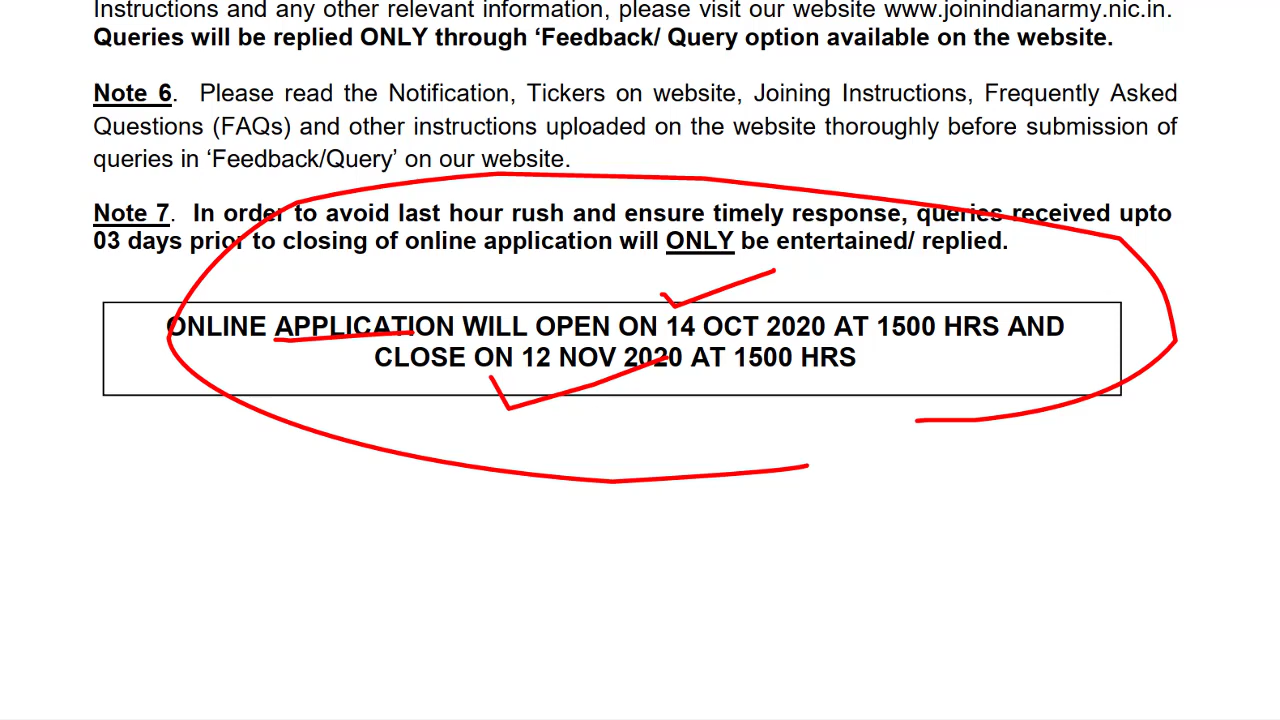 Instructions and any other relevant information, please visit our website www.joinindianarmy.nic.in.
Queries will be replied ONLY through ‘Feedback/ Query option available on the website.
Note 6. Please read the Notification, Tickers on website, Joining Instructions, Frequently Asked
Questions (FAQs) and other instructions uploaded on the website thoroughly before submission of
queries in ‘Feedback/Query’ on our website.
Note 7. In order to avoid last hour rush and ensure timely response, queries received upto
03 days prior to closing of online application will ONLY be entertained/ replied.
ONLINE APPLICATION WILL OPEN ON 14 OCT 2020 AT 1500 HRS AND
CLOSE ON 12 NOV 2020 AT 1500 HRS